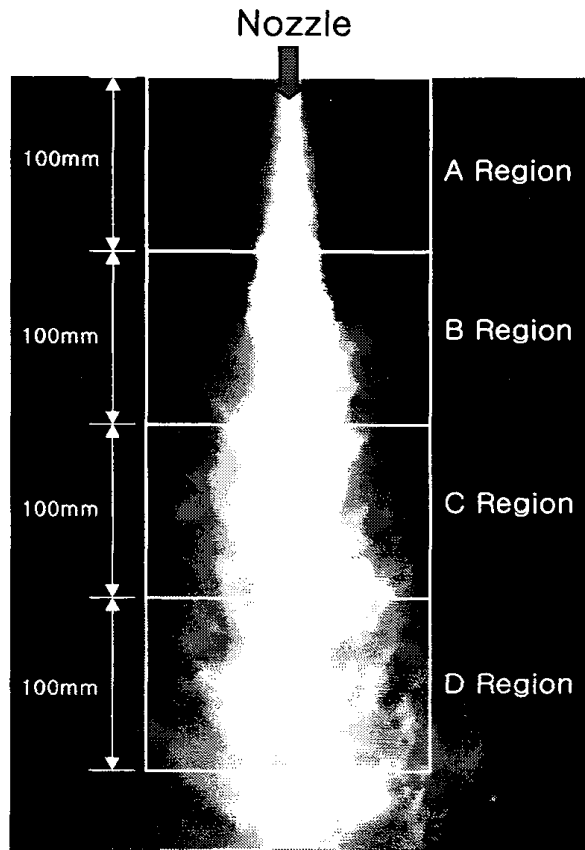 Nozzle
100mm
A Region
100mm
B Region
100mm
C Region
100mm
D Region